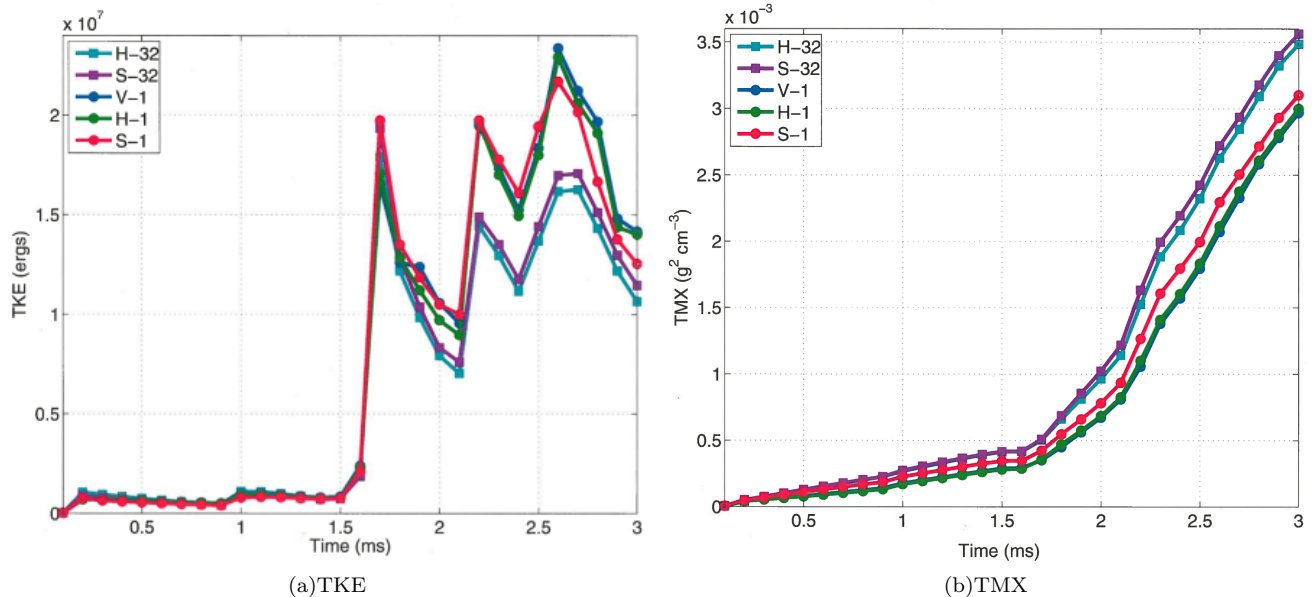 x 10⁷
H−32
S−32
V−1
H−1
S−1
2
1.5
1
0.5
0
0.5
1
1.5
2
2.5
3
TKE (ergs)
Time (ms)
(a)TKE
x 10⁻³
H−32
S−32
V−1
H−1
S−1
3.5
3
2.5
2
1.5
1
0.5
0
0.5
1
1.5
2
2.5
3
TMX (g² cm⁻³)
Time (ms)
(b)TMX